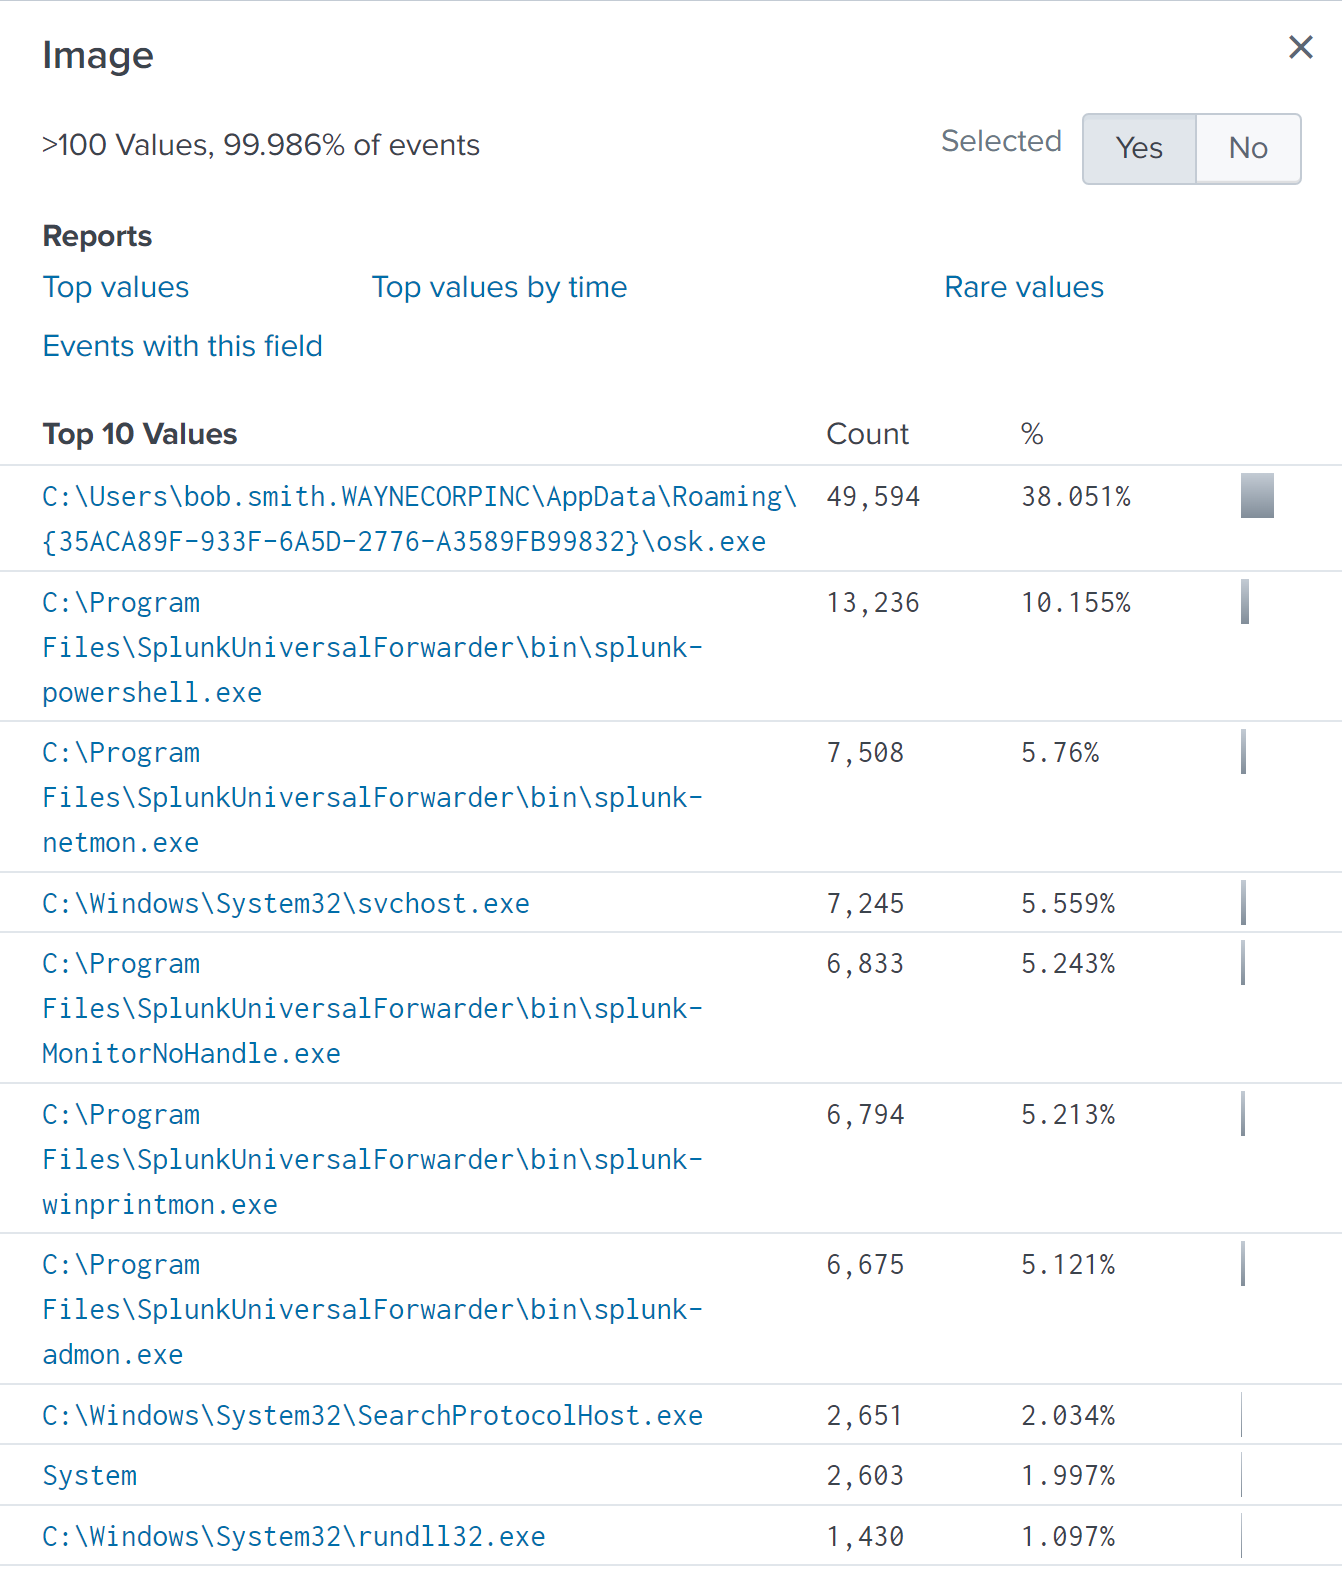 Image
>100 Values, 99.986% of events
Selected Yes No
Reports
Top values Top values by time Rare values
Events with this field
Top 10 Values Count %
C:\Users\bob.smith.WAYNECORPINC\AppData\Roaming\ 49,594 38.051%
{35ACA89F-933F-6A5D-2776-A3589FB99832}\osk.exe
C:\Program 13,236 10.155%
Files\SplunkUniversalForwarder\bin\splunk-
powershell.exe
C:\Program 7,508 5.76%
Files\SplunkUniversalForwarder\bin\splunk-
netmon.exe
C:\Windows\System32\svchost.exe 7,245 5.559%
C:\Program 6,833 5.243%
Files\SplunkUniversalForwarder\bin\splunk-
MonitorNoHandle.exe
C:\Program 6,794 5.213%
Files\SplunkUniversalForwarder\bin\splunk-
winprintmon.exe
C:\Program 6,675 5.121%
Files\SplunkUniversalForwarder\bin\splunk-
admon.exe
C:\Windows\System32\SearchProtocolHost.exe 2,651 2.034%
System 2,603 1.997%
C:\Windows\System32\rundll32.exe 1,430 1.097%